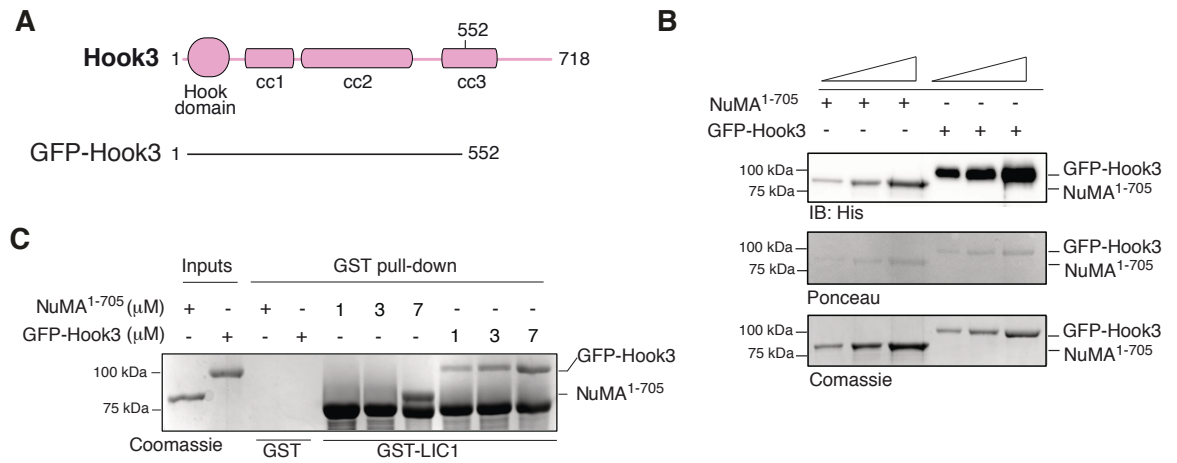 A
552
Hook3 1 718
Hook domain
cc1 cc2 cc3
GFP-Hook3 1 552
B
NuMA1-705 + + + - - -
GFP-Hook3 - - - + + +
100 kDa GFP-Hook3
75 kDa NuMA1-705
IB: His
100 kDa GFP-Hook3
75 kDa NuMA1-705
Ponceau
100 kDa GFP-Hook3
75 kDa NuMA1-705
Comassie
C
Inputs GST pull-down
NuMA1-705 (μM) + - + - 1 3 7 - - -
GFP-Hook3 (μM) - + - + - - - 1 3 7
100 kDa GFP-Hook3
NuMA1-705
75 kDa
Coomassie GST GST-LIC1